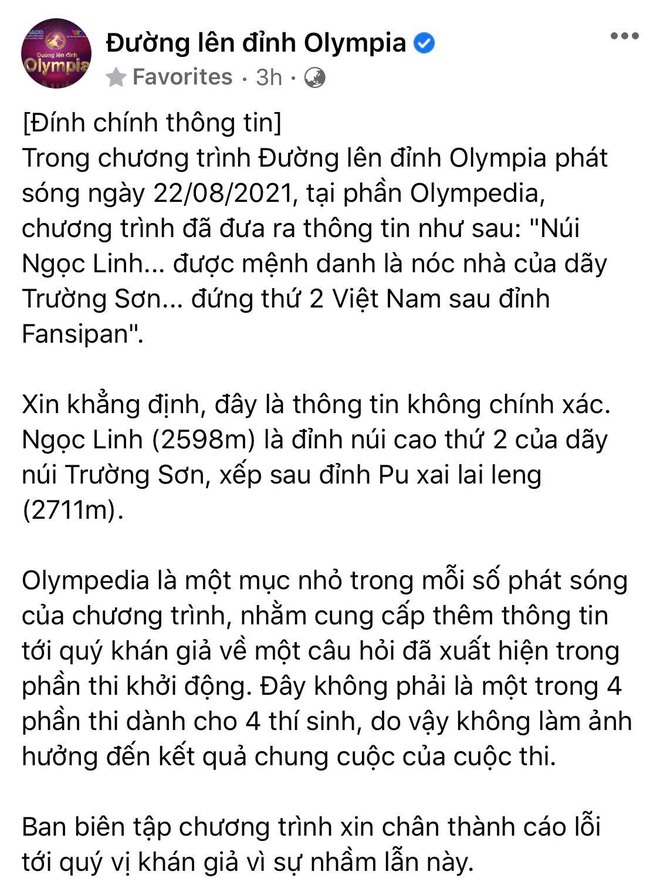 Đường lên đỉnh Olympia
Đường lên đỉnh
Olympia
Favorites · 3h ·
[Đính chính thông tin]
Trong chương trình Đường lên đỉnh Olympia phát
sóng ngày 22/08/2021, tại phần Olympedia,
chương trình đã đưa ra thông tin như sau: "Núi
Ngọc Linh... được mệnh danh là nóc nhà của dãy
Trường Sơn... đứng thứ 2 Việt Nam sau đỉnh
Fansipan".
Xin khẳng định, đây là thông tin không chính xác.
Ngọc Linh (2598m) là đỉnh núi cao thứ 2 của dãy
núi Trường Sơn, xếp sau đỉnh Pu xai lai leng
(2711m).
Olympedia là một mục nhỏ trong mỗi số phát sóng
của chương trình, nhằm cung cấp thêm thông tin
tới quý khán giả về một câu hỏi đã xuất hiện trong
phần thi khởi động. Đây không phải là một trong 4
phần thi dành cho 4 thí sinh, do vậy không làm ảnh
hưởng đến kết quả chung cuộc của cuộc thi.
Ban biên tập chương trình xin chân thành cáo lỗi
tới quý vị khán giả vì sự nhầm lẫn này.